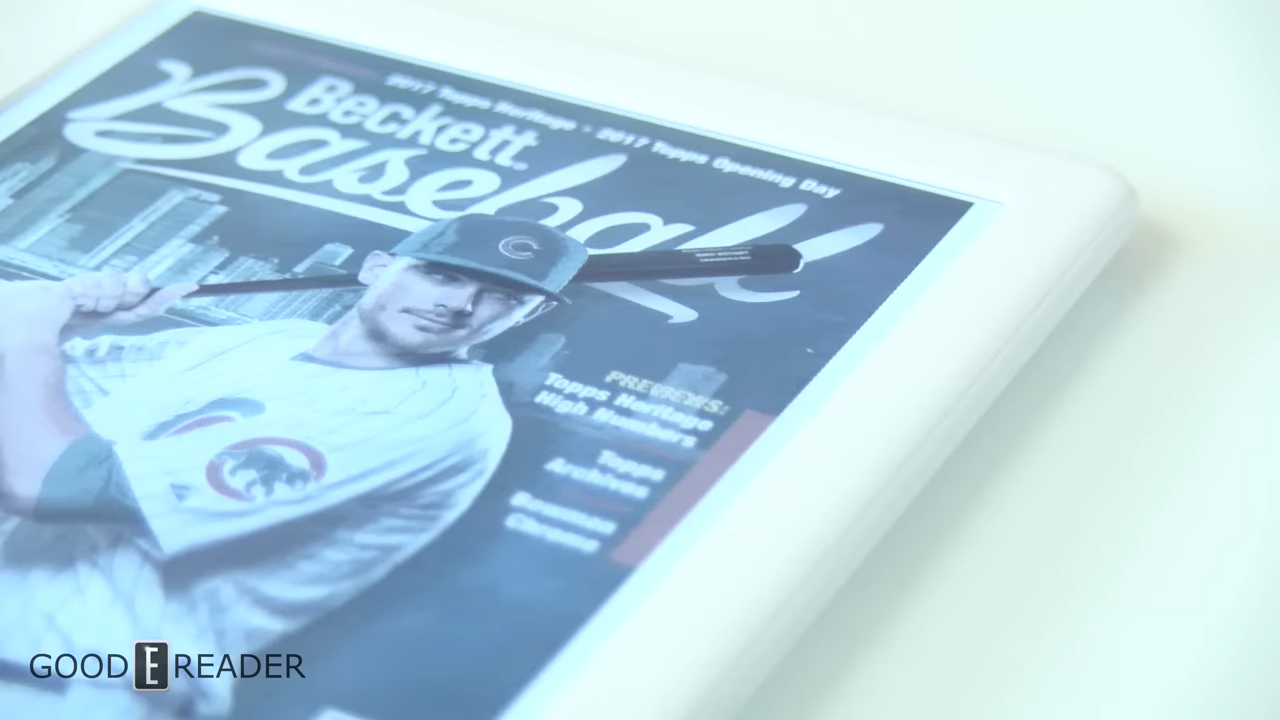 2017 Topps Heritage - 2017 Topps Opening Day
Beckett
Baseball
C
PREVIEWS:
Topps Heritage
High Numbers
Topps
Archives
Bowman
Chrome
GOOD E READER